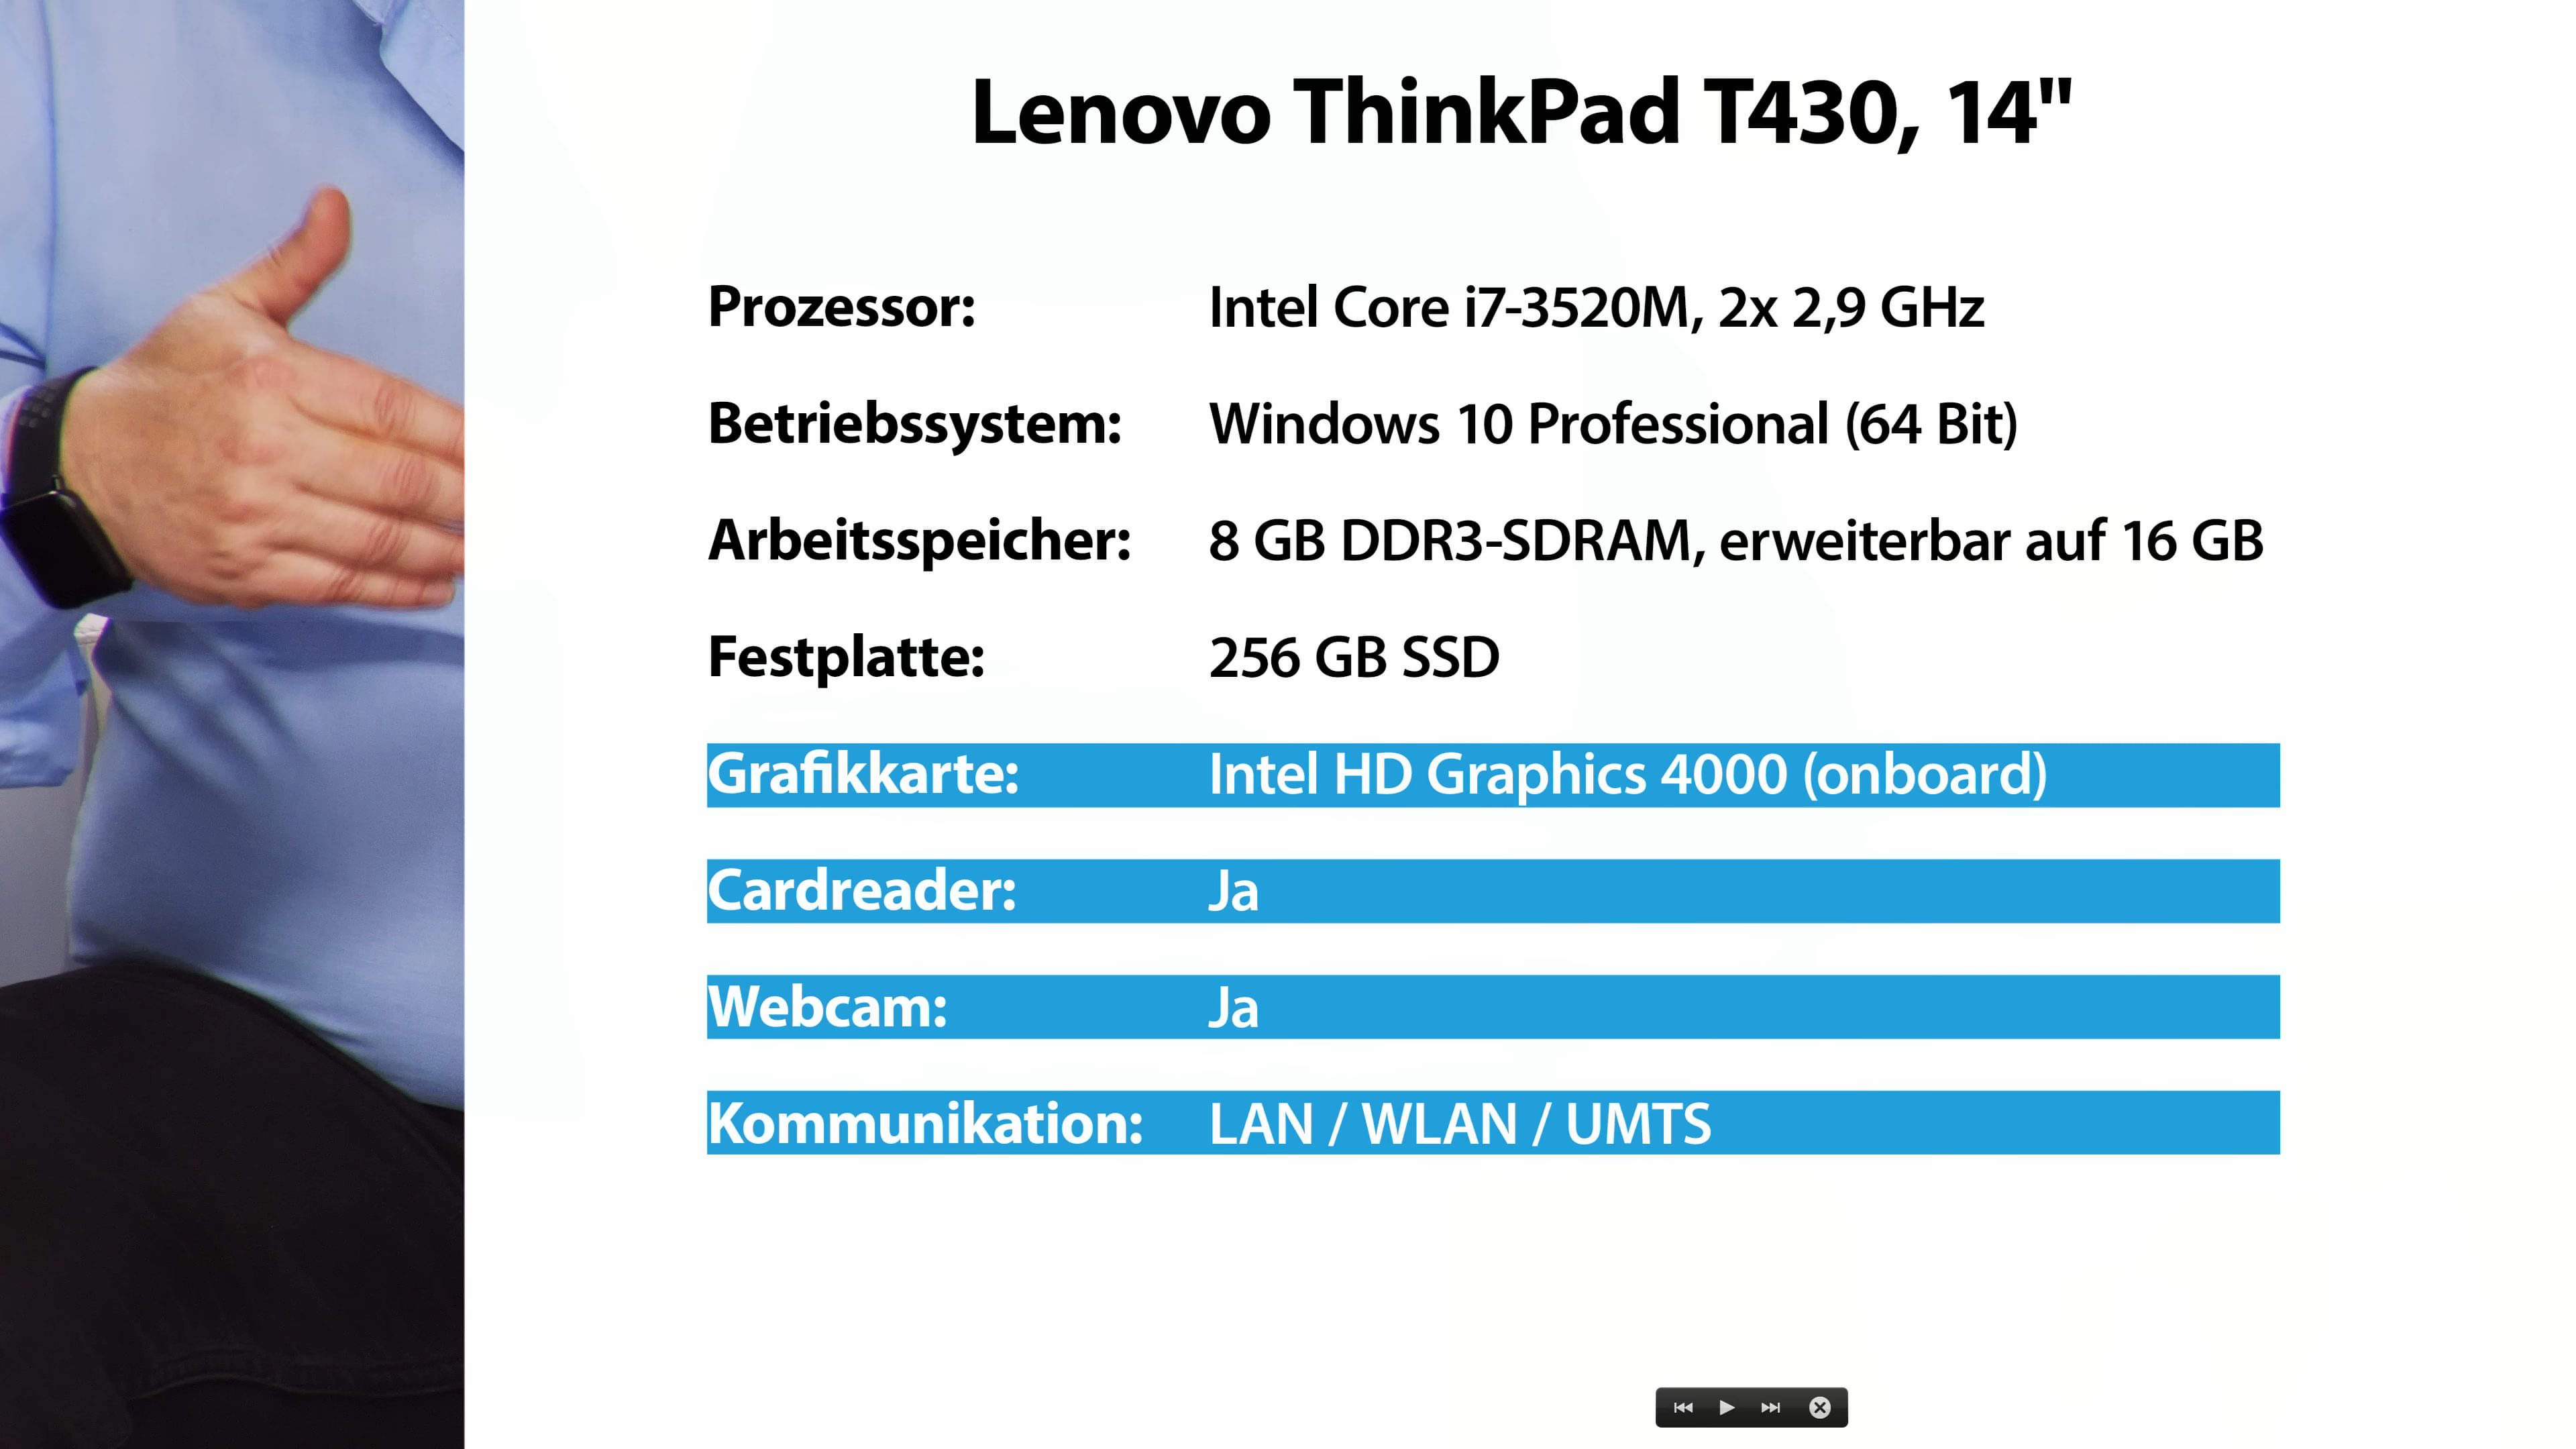 Lenovo ThinkPad T430, 14"
Prozessor: Intel Core i7-3520M, 2x 2,9 GHz
Betriebssystem: Windows 10 Professional (64 Bit)
Arbeitsspeicher: 8 GB DDR3-SDRAM, erweiterbar auf 16 GB
Festplatte: 256 GB SSD
Grafikkarte: Intel HD Graphics 4000 (onboard)
Cardreader: Ja
Webcam: Ja
Kommunikation: LAN / WLAN / UMTS